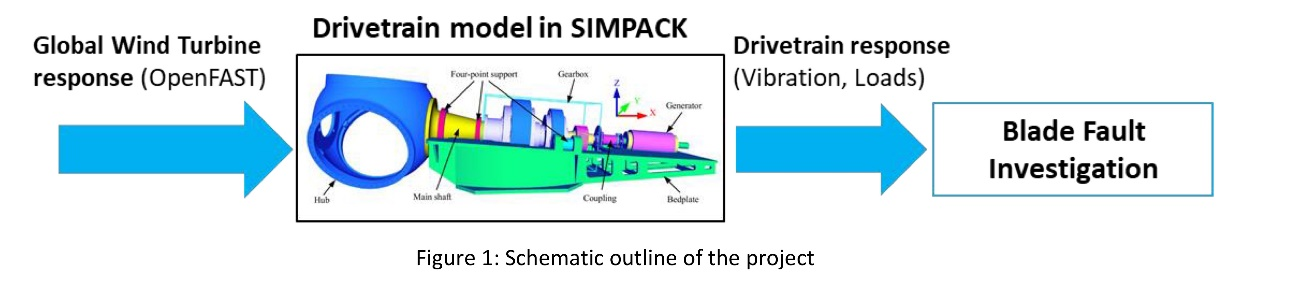 Drivetrain model in SIMPACK
Global Wind Turbine
response (OpenFAST)
Four-point support
Gearbox
Z
Y
X
Generator
Hub
Main shaft
Coupling
Bedplate
Drivetrain response
(Vibration, Loads)
Blade Fault
Investigation
Figure 1: Schematic outline of the project